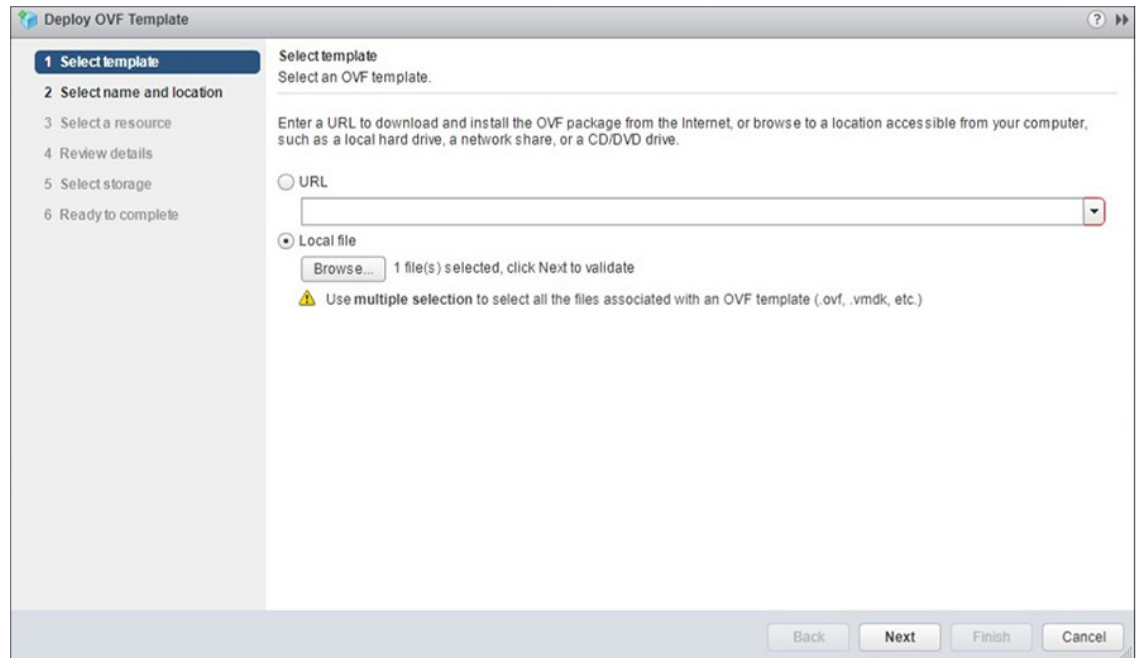 Deploy OVF Template
1 Select template
2 Select name and location
3 Select a resource
4 Review details
5 Select storage
6 Ready to complete
Select template
Select an OVF template.
Enter a URL to download and install the OVF package from the Internet, or browse to a location accessible from your computer,
such as a local hard drive, a network share, or a CD/DVD drive.
URL
Local file
Browse... 1 file(s) selected, click Next to validate
Use multiple selection to select all the files associated with an OVF template (.ovf, .vmdk, etc.)
Back Next Finish Cancel